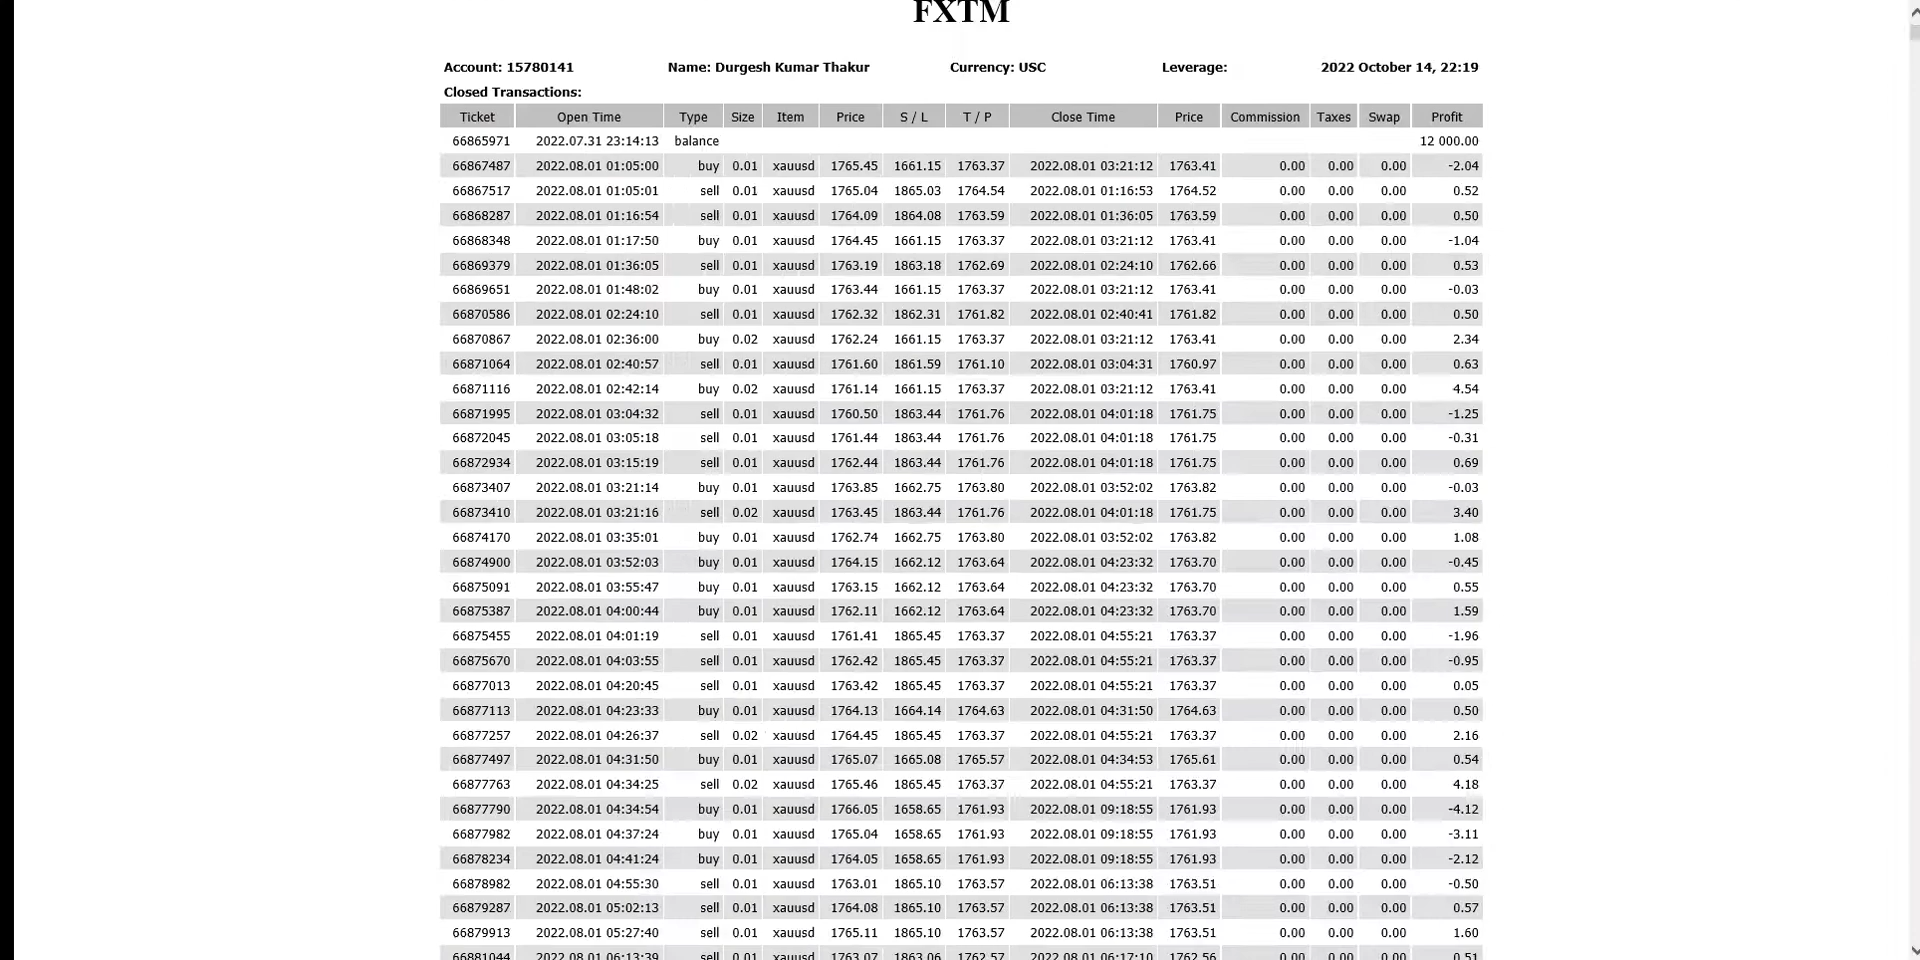 FXTM
Account: 15780141 Name: Durgesh Kumar Thakur Currency: USC Leverage: 2022 October 14, 22:19
Closed Transactions:
Ticket Open Time Type Size Item Price S / L T / P Close Time Price Commission Taxes Swap Profit
66865971 2022.07.31 23:14:13 balance 12 000.00
66867487 2022.08.01 01:05:00 buy 0.01 xauusd 1765.45 1661.15 1763.37 2022.08.01 03:21:12 1763.41 0.00 0.00 0.00 -2.04
66867517 2022.08.01 01:05:01 sell 0.01 xauusd 1765.04 1865.03 1764.54 2022.08.01 01:16:53 1764.52 0.00 0.00 0.00 0.52
66868287 2022.08.01 01:16:54 sell 0.01 xauusd 1764.09 1864.08 1763.59 2022.08.01 01:36:05 1763.59 0.00 0.00 0.00 0.50
66868348 2022.08.01 01:17:50 buy 0.01 xauusd 1764.45 1661.15 1763.37 2022.08.01 03:21:12 1763.41 0.00 0.00 0.00 -1.04
66869379 2022.08.01 01:36:05 sell 0.01 xauusd 1763.19 1863.18 1762.69 2022.08.01 02:24:10 1762.66 0.00 0.00 0.00 0.53
66869651 2022.08.01 01:48:02 buy 0.01 xauusd 1763.44 1661.15 1763.37 2022.08.01 03:21:12 1763.41 0.00 0.00 0.00 -0.03
66870586 2022.08.01 02:24:10 sell 0.01 xauusd 1762.32 1862.31 1761.82 2022.08.01 02:40:41 1761.82 0.00 0.00 0.00 0.50
66870867 2022.08.01 02:36:00 buy 0.02 xauusd 1762.24 1661.15 1763.37 2022.08.01 03:21:12 1763.41 0.00 0.00 0.00 2.34
66871064 2022.08.01 02:40:57 sell 0.01 xauusd 1761.60 1861.59 1761.10 2022.08.01 03:04:31 1760.97 0.00 0.00 0.00 0.63
66871116 2022.08.01 02:42:14 buy 0.02 xauusd 1761.14 1661.15 1763.37 2022.08.01 03:21:12 1763.41 0.00 0.00 0.00 4.54
66871995 2022.08.01 03:04:32 sell 0.01 xauusd 1760.50 1863.44 1761.76 2022.08.01 04:01:18 1761.75 0.00 0.00 0.00 -1.25
66872045 2022.08.01 03:05:18 sell 0.01 xauusd 1761.44 1863.44 1761.76 2022.08.01 04:01:18 1761.75 0.00 0.00 0.00 -0.31
66872934 2022.08.01 03:15:19 sell 0.01 xauusd 1762.44 1863.44 1761.76 2022.08.01 04:01:18 1761.75 0.00 0.00 0.00 0.69
66873407 2022.08.01 03:21:14 buy 0.01 xauusd 1763.85 1662.75 1763.80 2022.08.01 03:52:02 1763.82 0.00 0.00 0.00 -0.03
66873410 2022.08.01 03:21:16 sell 0.02 xauusd 1763.45 1863.44 1761.76 2022.08.01 04:01:18 1761.75 0.00 0.00 0.00 3.40
66874170 2022.08.01 03:35:01 buy 0.01 xauusd 1762.74 1662.75 1763.80 2022.08.01 03:52:02 1763.82 0.00 0.00 0.00 1.08
66874900 2022.08.01 03:52:03 buy 0.01 xauusd 1764.15 1662.12 1763.64 2022.08.01 04:23:32 1763.70 0.00 0.00 0.00 -0.45
66875091 2022.08.01 03:55:47 buy 0.01 xauusd 1763.15 1662.12 1763.64 2022.08.01 04:23:32 1763.70 0.00 0.00 0.00 0.55
66875387 2022.08.01 04:00:44 buy 0.01 xauusd 1762.11 1662.12 1763.64 2022.08.01 04:23:32 1763.70 0.00 0.00 0.00 1.59
66875455 2022.08.01 04:01:19 sell 0.01 xauusd 1761.41 1865.45 1763.37 2022.08.01 04:55:21 1763.37 0.00 0.00 0.00 -1.96
66875670 2022.08.01 04:03:55 sell 0.01 xauusd 1762.42 1865.45 1763.37 2022.08.01 04:55:21 1763.37 0.00 0.00 0.00 -0.95
66877013 2022.08.01 04:20:45 sell 0.01 xauusd 1763.42 1865.45 1763.37 2022.08.01 04:55:21 1763.37 0.00 0.00 0.00 0.05
66877113 2022.08.01 04:23:33 buy 0.01 xauusd 1764.13 1664.14 1764.63 2022.08.01 04:31:50 1764.63 0.00 0.00 0.00 0.50
66877257 2022.08.01 04:26:37 sell 0.02 xauusd 1764.45 1865.45 1763.37 2022.08.01 04:55:21 1763.37 0.00 0.00 0.00 2.16
66877497 2022.08.01 04:31:50 buy 0.01 xauusd 1765.07 1665.08 1765.57 2022.08.01 04:34:53 1765.61 0.00 0.00 0.00 0.54
66877763 2022.08.01 04:34:25 sell 0.02 xauusd 1765.46 1865.45 1763.37 2022.08.01 04:55:21 1763.37 0.00 0.00 0.00 4.18
66877790 2022.08.01 04:34:54 buy 0.01 xauusd 1766.05 1658.65 1761.93 2022.08.01 09:18:55 1761.93 0.00 0.00 0.00 -4.12
66877982 2022.08.01 04:37:24 buy 0.01 xauusd 1765.04 1658.65 1761.93 2022.08.01 09:18:55 1761.93 0.00 0.00 0.00 -3.11
66878234 2022.08.01 04:41:24 buy 0.01 xauusd 1764.05 1658.65 1761.93 2022.08.01 09:18:55 1761.93 0.00 0.00 0.00 -2.12
66878982 2022.08.01 04:55:30 sell 0.01 xauusd 1763.01 1865.10 1763.57 2022.08.01 06:13:38 1763.51 0.00 0.00 0.00 -0.50
66879287 2022.08.01 05:02:13 sell 0.01 xauusd 1764.08 1865.10 1763.57 2022.08.01 06:13:38 1763.51 0.00 0.00 0.00 0.57
66879913 2022.08.01 05:27:40 sell 0.01 xauusd 1765.11 1865.10 1763.57 2022.08.01 06:13:38 1763.51 0.00 0.00 0.00 1.60
66881044 2022.08.01 06:13:39 sell 0.01 xauusd 1763.07 1863.06 1762.57 2022.08.01 06:17:10 1762.56 0.00 0.00 0.00 0.51